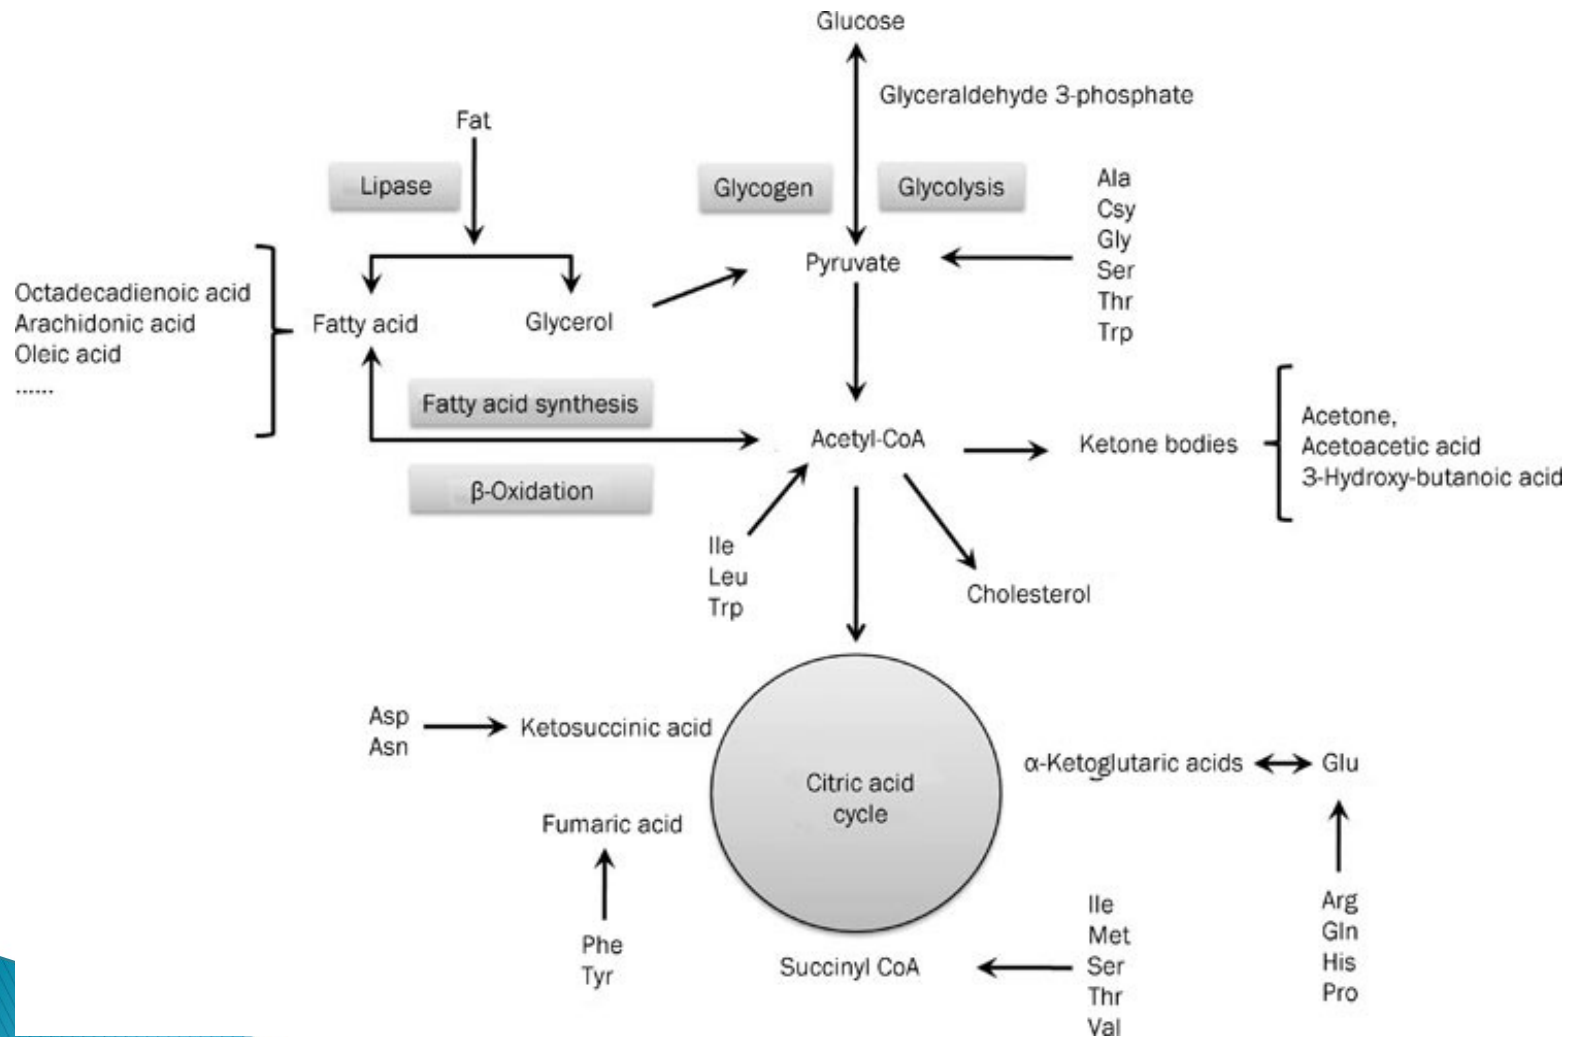 Glucose
Glyceraldehyde 3-phosphate
Fat
Lipase
Glycogen
Glycolysis
Ala
Csy
Gly
Ser
Thr
Trp
Pyruvate
Octadecadienoic acid
Arachidonic acid
Oleic acid
......
Fatty acid
Glycerol
Fatty acid synthesis
β-Oxidation
Acetyl-CoA
Ketone bodies
Acetone,
Acetoacetic acid
3-Hydroxy-butanoic acid
Ile
Leu
Trp
Cholesterol
Asp
Asn
Ketosuccinic acid
Citric acid
cycle
α-Ketoglutaric acids
Glu
Fumaric acid
Phe
Tyr
Succinyl CoA
Ile
Met
Ser
Thr
Val
Arg
Gln
His
Pro